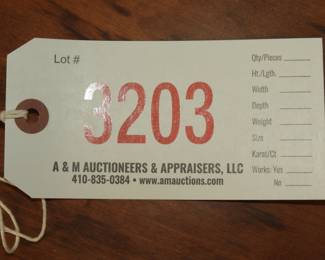 Lot #
3203
A & M AUCTIONEERS & APPRAISERS, LLC
410-835-0384 • www.amauctions.com
Qty/Pieces
Ht./Lgth.
Width
Depth
Weight
Size
Karat/Ct
Works: Yes
No